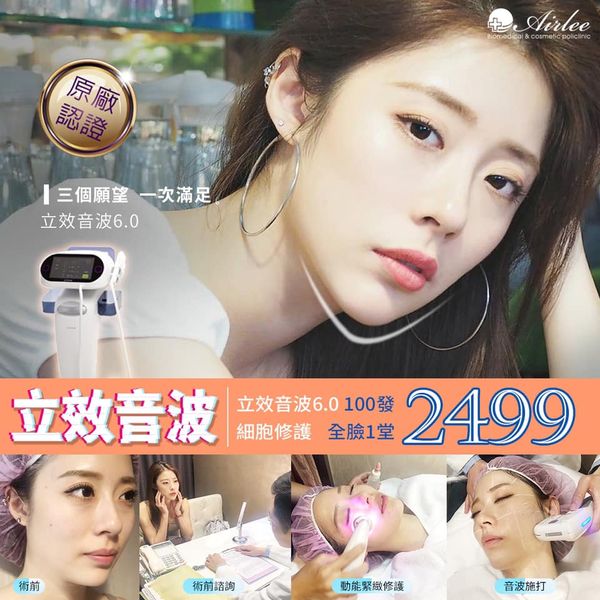 Airlee
Biomedical & cosmetic policlinic
原廠
認證
三個願望 一次滿足
立效音波6.0
立效音波
立效音波6.0 100發
細胞修護 全臉1堂
2499
術前
術前諮詢
動能緊緻修護
音波施打